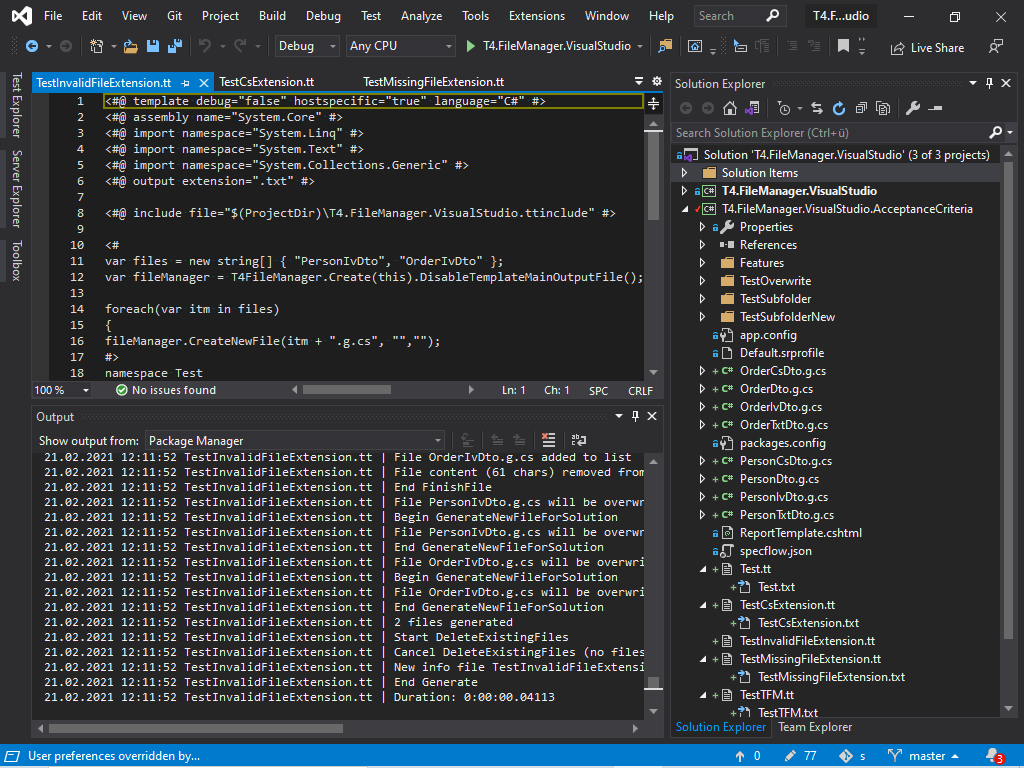 File Edit View Git Project Build Debug Test Analyze Tools Extensions Window Help Search T4.F...udio
Debug Any CPU T4.FileManager.VisualStudio Live Share
Test Explorer
Server Explorer
Toolbox
TestInvalidFileExtension.tt TestCsExtension.tt TestMissingFileExtension.tt
1 <#@ template debug="false" hostspecific="true" language="C#" #>
2 <#@ assembly name="System.Core" #>
3 <#@ import namespace="System.Linq" #>
4 <#@ import namespace="System.Text" #>
5 <#@ import namespace="System.Collections.Generic" #>
6 <#@ output extension=".txt" #>
7
8 <#@ include file="$(ProjectDir)\T4.FileManager.VisualStudio.ttinclude" #>
9
10 <#
11 var files = new string[] { "PersonIvDto", "OrderIvDto" };
12 var fileManager = T4FileManager.Create(this).DisableTemplateMainOutputFile();
13
14 foreach(var itm in files)
15 {
16 fileManager.CreateNewFile(itm + ".g.cs", "","");
17 #>
18 namespace Test
100 % No issues found Ln: 1 Ch: 1 SPC CRLF
Output
Show output from: Package Manager
21.02.2021 12:11:52 TestInvalidFileExtension.tt | File OrderIvDto.g.cs added to list
21.02.2021 12:11:52 TestInvalidFileExtension.tt | File content (61 chars) removed from
21.02.2021 12:11:52 TestInvalidFileExtension.tt | End FinishFile
21.02.2021 12:11:52 TestInvalidFileExtension.tt | File PersonIvDto.g.cs will be overwr
21.02.2021 12:11:52 TestInvalidFileExtension.tt | Begin GenerateNewFileForSolution
21.02.2021 12:11:52 TestInvalidFileExtension.tt | File PersonIvDto.g.cs will be overwr
21.02.2021 12:11:52 TestInvalidFileExtension.tt | End GenerateNewFileForSolution
21.02.2021 12:11:52 TestInvalidFileExtension.tt | File OrderIvDto.g.cs will be overwri
21.02.2021 12:11:52 TestInvalidFileExtension.tt | Begin GenerateNewFileForSolution
21.02.2021 12:11:52 TestInvalidFileExtension.tt | File OrderIvDto.g.cs will be overwri
21.02.2021 12:11:52 TestInvalidFileExtension.tt | End GenerateNewFileForSolution
21.02.2021 12:11:52 TestInvalidFileExtension.tt | 2 files generated
21.02.2021 12:11:52 TestInvalidFileExtension.tt | Start DeleteExistingFiles
21.02.2021 12:11:52 TestInvalidFileExtension.tt | Cancel DeleteExistingFiles (no files
21.02.2021 12:11:52 TestInvalidFileExtension.tt | New info file TestInvalidFileExtensi
21.02.2021 12:11:52 TestInvalidFileExtension.tt | End Generate
21.02.2021 12:11:52 TestInvalidFileExtension.tt | Duration: 0:00:00.04113
Solution Explorer
Search Solution Explorer (Ctrl+ü)
Solution 'T4.FileManager.VisualStudio' (3 of 3 projects)
Solution Items
C# T4.FileManager.VisualStudio
C# T4.FileManager.VisualStudio.AcceptanceCriteria
Properties
References
Features
TestOverwrite
TestSubfolder
TestSubfolderNew
app.config
Default.srprofile
C# OrderCsDto.g.cs
C# OrderDto.g.cs
C# OrderIvDto.g.cs
C# OrderTxtDto.g.cs
packages.config
C# PersonCsDto.g.cs
C# PersonDto.g.cs
C# PersonIvDto.g.cs
C# PersonTxtDto.g.cs
ReportTemplate.cshtml
specflow.json
Test.tt
Test.txt
TestCsExtension.tt
TestCsExtension.txt
TestInvalidFileExtension.tt
TestMissingFileExtension.tt
TestMissingFileExtension.txt
TestTFM.tt
TestTFM.txt
Solution Explorer Team Explorer
User preferences overridden by... 0 77 s master 3